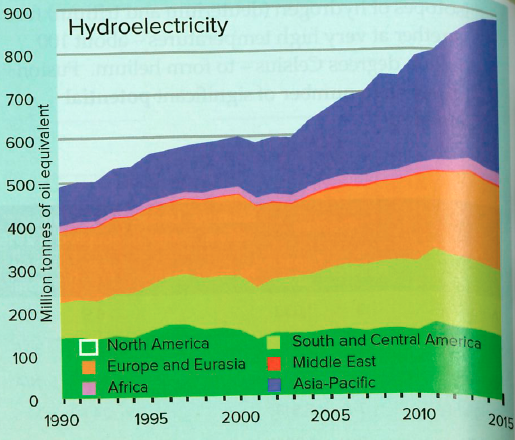 Hydroelectricity
900
800
700
600
500
400
300
200
100
0
Million tonnes of oil equivalent
North America
South and Central America
Europe and Eurasia
Middle East
Africa
Asia-Pacific
1990
1995
2000
2005
2010
2015